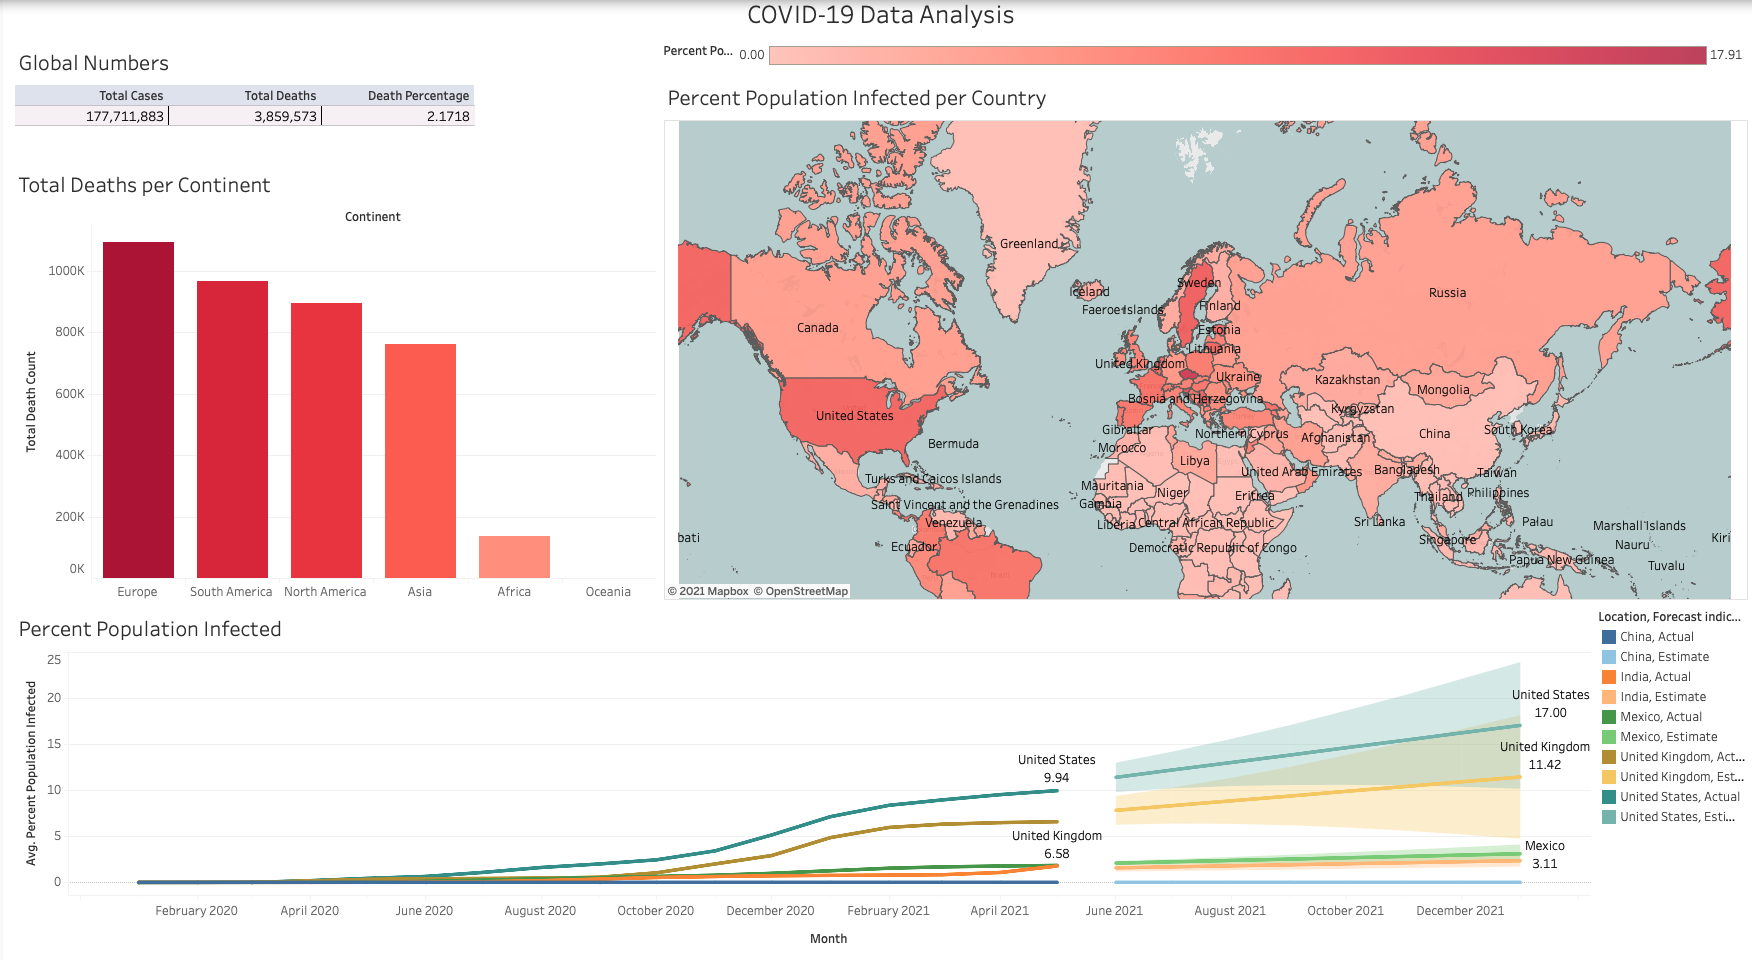 COVID-19 Data Analysis
Global Numbers
Total Cases Total Deaths Death Percentage
177,711,883 3,859,573 2.1718
Percent Po... 0.00 17.91
Total Deaths per Continent
Continent
Total Death Count
1000K
800K
600K
400K
200K
0K
Europe South America North America Asia Africa Oceania
Percent Population Infected per Country
Greenland
Iceland
Sweden
Faeroe Islands
Finland
Russia
Canada
Estonia
Lithuania
United Kingdom
Ukraine
Kazakhstan
Mongolia
Bosnia and Herzegovina
Kyrgyzstan
United States
Gibraltar
Northern Cyprus
Afghanistan
China
South Korea
Bermuda
Morocco
Libya
United Arab Emirates
Bangladesh
Taiwan
Turks and Caicos Islands
Mauritania
Niger
Eritrea
Thailand
Philippines
Saint Vincent and the Grenadines
Gambia
Venezuela
Liberia
Central African Republic
Sri Lanka
Palau
Marshall Islands
bati
Ecuador
Democratic Republic of Congo
Singapore
Nauru
Kiri
Papua New Guinea
Tuvalu
© 2021 Mapbox © OpenStreetMap
Percent Population Infected
Avg. Percent Population Infected
25
20
15
10
5
0
United States
9.94
United Kingdom
6.58
United States
17.00
United Kingdom
11.42
Mexico
3.11
February 2020 April 2020 June 2020 August 2020 October 2020 December 2020 February 2021 April 2021 June 2021 August 2021 October 2021 December 2021
Month
Location, Forecast indic...
China, Actual
China, Estimate
India, Actual
India, Estimate
Mexico, Actual
Mexico, Estimate
United Kingdom, Act...
United Kingdom, Est...
United States, Actual
United States, Esti...